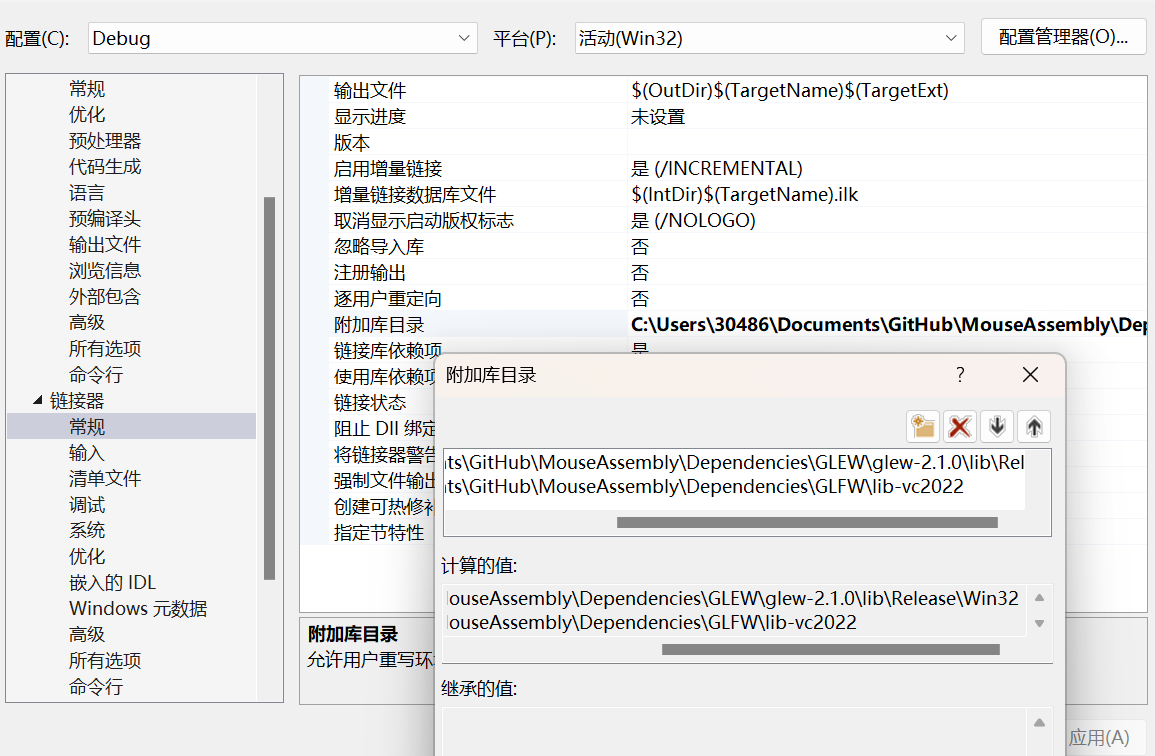 配置(C): Debug 平台(P): 活动(Win32) 配置管理器(O)...
常规
优化
预处理器
代码生成
语言
预编译头
输出文件
浏览信息
外部包含
高级
所有选项
命令行
链接器
常规
输入
清单文件
调试
系统
优化
嵌入的 IDL
Windows 元数据
高级
所有选项
命令行
输出文件 $(OutDir)$(TargetName)$(TargetExt)
显示进度 未设置
版本
启用增量链接 是 (/INCREMENTAL)
增量链接数据库文件 $(IntDir)$(TargetName).ilk
取消显示启动版权标志 是 (/NOLOGO)
忽略导入库 否
注册输出 否
逐用户重定向 否
附加库目录 C:\Users\30486\Documents\GitHub\MouseAssembly\Dep
链接库依赖项 是
使用库依赖项
链接状态
阻止 Dll 绑定
将链接器警告
强制文件输出
创建可热修补
指定节特性
附加库目录
允许用户重写环
附加库目录 ?
ts\GitHub\MouseAssembly\Dependencies\GLEW\glew-2.1.0\lib\Rel
ts\GitHub\MouseAssembly\Dependencies\GLFW\lib-vc2022
计算的值:
ouseAssembly\Dependencies\GLEW\glew-2.1.0\lib\Release\Win32
ouseAssembly\Dependencies\GLFW\lib-vc2022
继承的值:
应用(A)